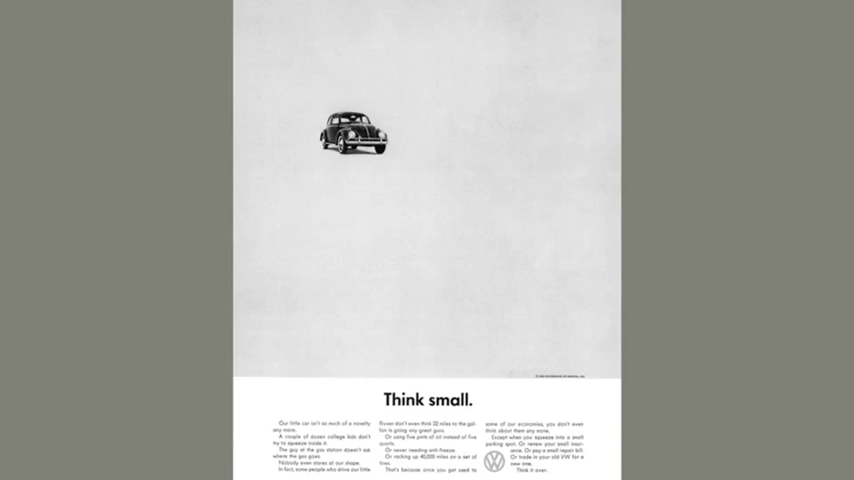 Think small.
Our little car isn't so much of a novelty
any more.
A couple of dozen college kids don't
try to squeeze inside it.
The guy at the gas station doesn't ask
where the gas goes.
Nobody even stares at our shape.
In fact, some people who drive our little
flivver don't even think 32 miles to the gal-
lon is going any great guns.
Or using five pints of oil instead of five
quarts.
Or never needing anti-freeze.
Or racking up 40,000 miles on a set of
tires.
That's because once you get used to
some of our economies, you don't even
think about them any more.
Except when you squeeze into a small
parking spot. Or renew your small insur-
ance. Or pay a small repair bill.
Or trade in your old VW for a
new one.
Think it over.
VW